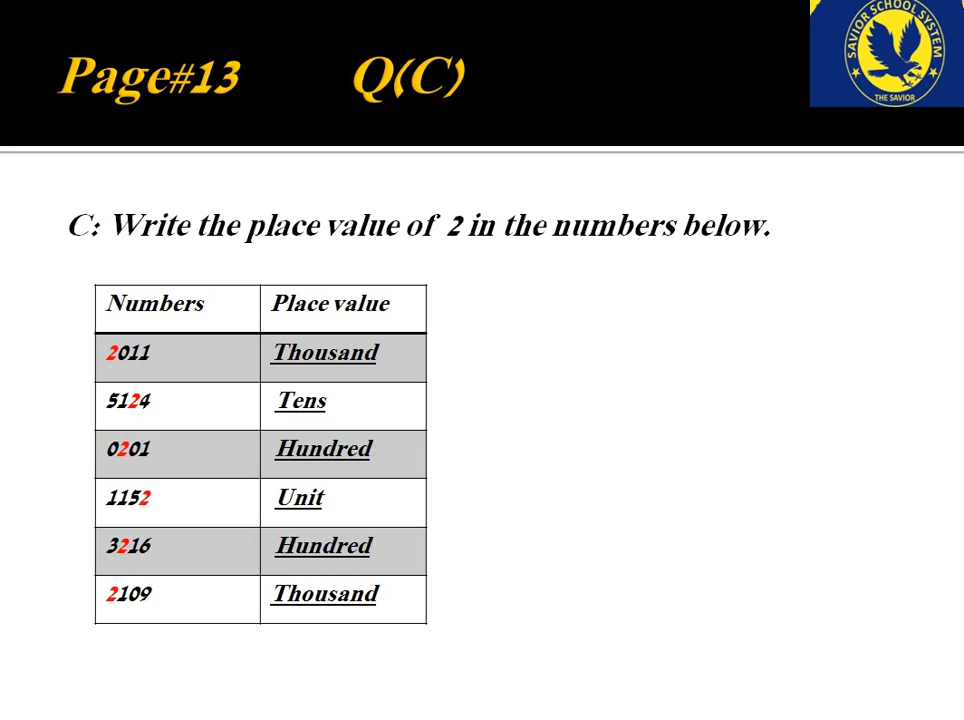 Page#13 Q(C)
SAVIOR SCHOOL SYSTEM
THE SAVIOR
C: Write the place value of 2 in the numbers below.
Numbers Place value
2011 Thousand
5124 Tens
0201 Hundred
1152 Unit
3216 Hundred
2109 Thousand